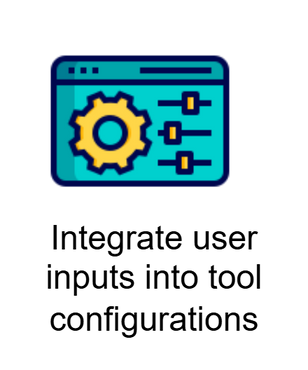 Integrate user
inputs into tool
configurations